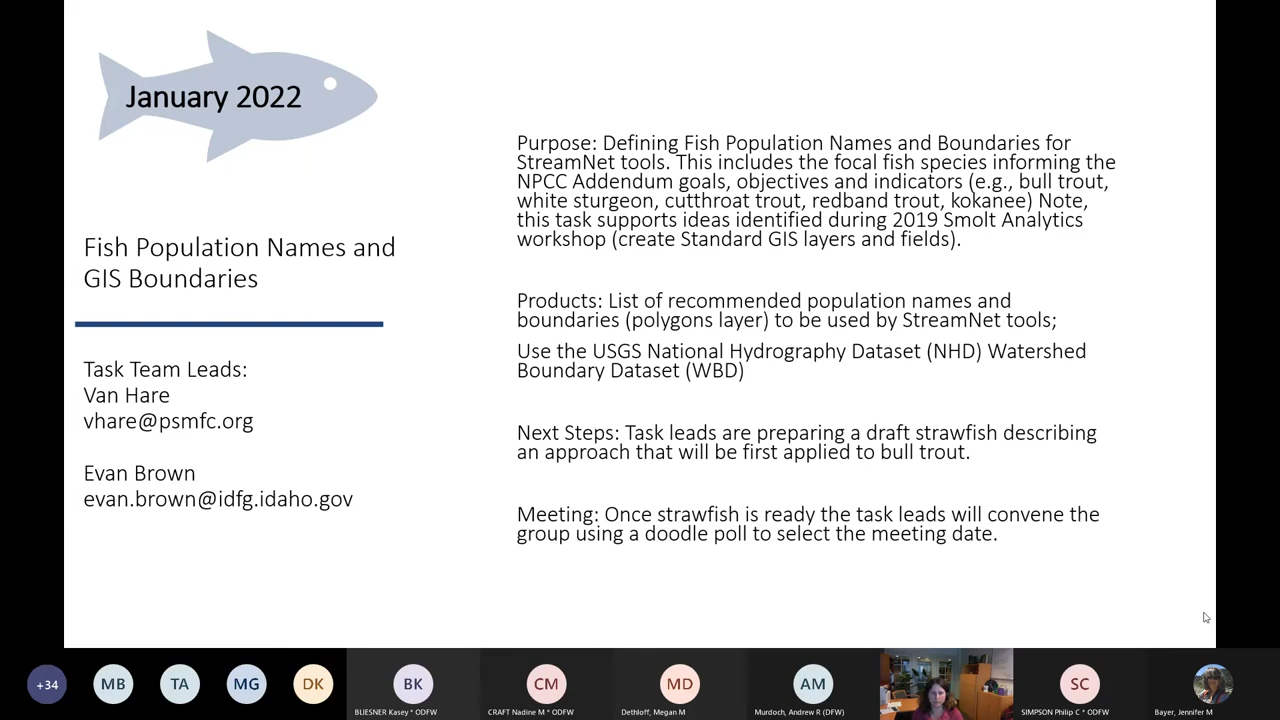 January 2022
Fish Population Names and
GIS Boundaries
Task Team Leads:
Van Hare
vhare@psmfc.org
Evan Brown
evan.brown@idfg.idaho.gov
Purpose: Defining Fish Population Names and Boundaries for
StreamNet tools. This includes the focal fish species informing the
NPCC Addendum goals, objectives and indicators (e.g., bull trout,
white sturgeon, cutthroat trout, redband trout, kokanee) Note,
this task supports ideas identified during 2019 Smolt Analytics
workshop (create Standard GIS layers and fields).
Products: List of recommended population names and
boundaries (polygons layer) to be used by StreamNet tools;
Use the USGS National Hydrography Dataset (NHD) Watershed
Boundary Dataset (WBD)
Next Steps: Task leads are preparing a draft strawfish describing
an approach that will be first applied to bull trout.
Meeting: Once strawfish is ready the task leads will convene the
group using a doodle poll to select the meeting date.
+34
MB
TA
MG
DK
BK
BLIESNER Kasey * ODFW
CM
CRAFT Nadine M * ODFW
MD
Dethloff, Megan M
AM
Murdoch, Andrew R (DFW)
SC
SIMPSON Philip C * ODFW
Bayer, Jennifer M